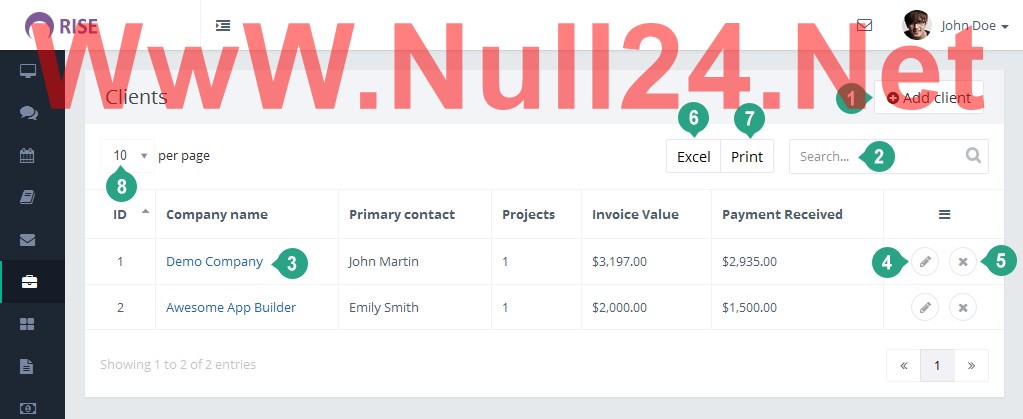 RISE
John Doe
WwW.Null24.Net
Clients
1
Add client
6
7
10 per page
Excel Print
Search...
2
8
ID Company name Primary contact Projects Invoice Value Payment Received
1 Demo Company 3 John Martin 1 $3,197.00 $2,935.00 4 5
2 Awesome App Builder Emily Smith 1 $2,000.00 $1,500.00
Showing 1 to 2 of 2 entries
« 1 »